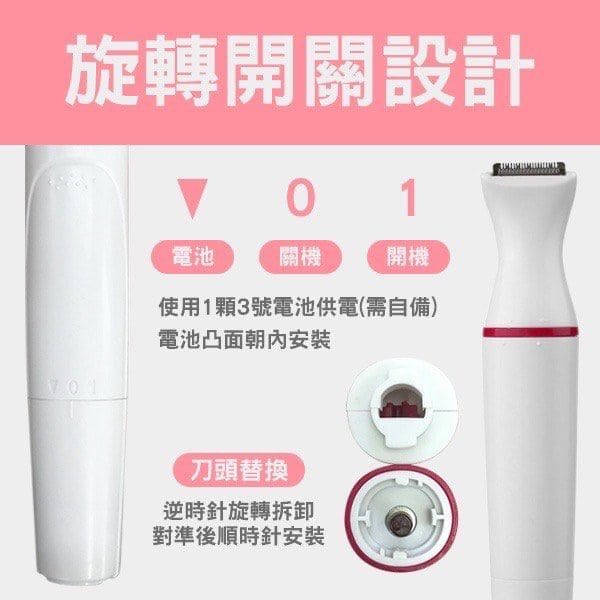 旋轉開關設計
▼ 0 1
電池 關機 開機
使用1顆3號電池供電(需自備)
電池凸面朝內安裝
▼ 0 1
刀頭替換
逆時針旋轉拆卸
對準後順時針安裝